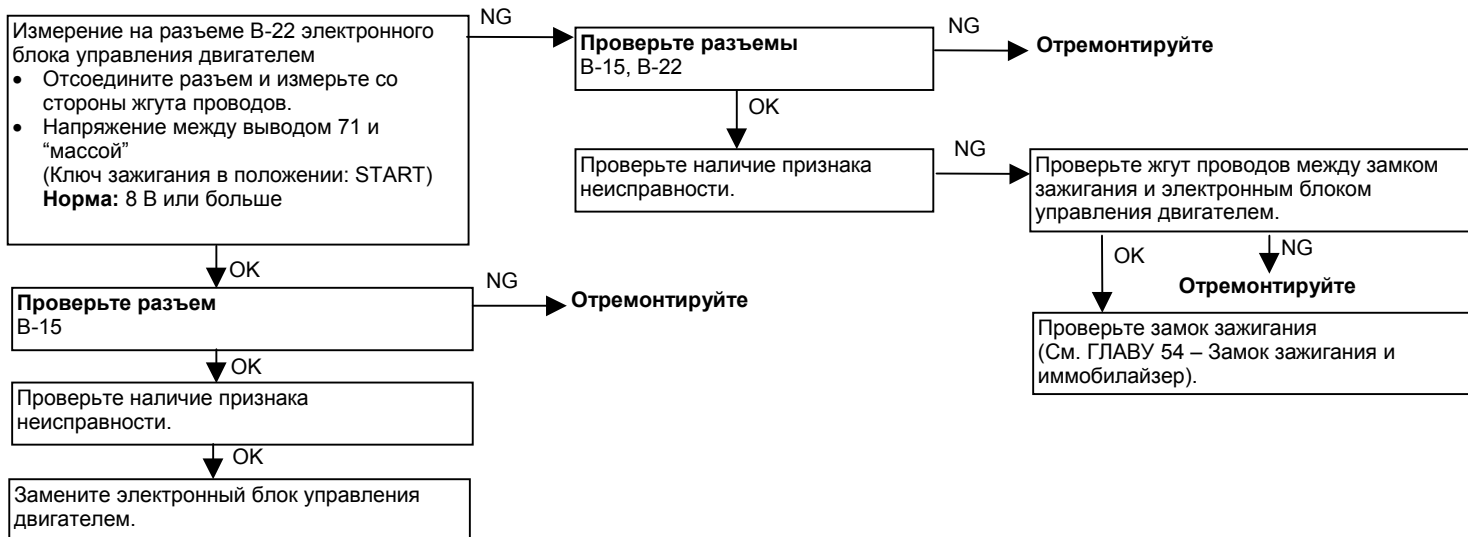 Измерение на разъеме B-22 электронного
блока управления двигателем
• Отсоедините разъем и измерьте со
стороны жгута проводов.
• Напряжение между выводом 71 и
“массой”
(Ключ зажигания в положении: START)
Норма: 8 В или больше
NG
Проверьте разъемы
B-15, B-22
NG
Отремонтируйте
OK
Проверьте наличие признака
неисправности.
NG
Проверьте жгут проводов между замком
зажигания и электронным блоком
управления двигателем.
OK
NG
Отремонтируйте
Проверьте замок зажигания
(См. ГЛАВУ 54 – Замок зажигания и
иммобилайзер).
OK
Проверьте разъем
B-15
NG
Отремонтируйте
OK
Проверьте наличие признака
неисправности.
OK
Замените электронный блок управления
двигателем.